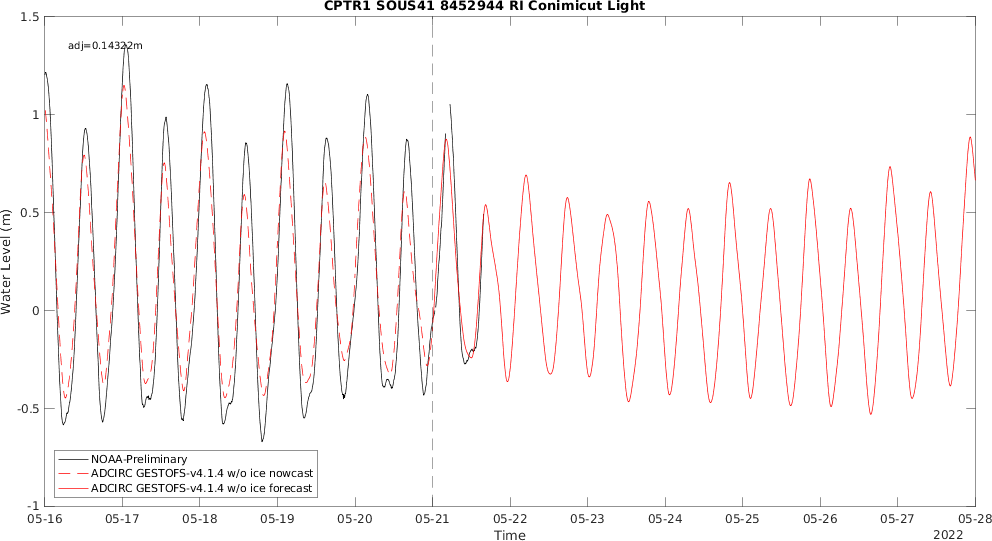 CPTR1 SOUS41 8452944 RI Conimicut Light
adj=0.14322m
1.5
1
0.5
0
-0.5
-1
Water Level (m)
NOAA-Preliminary
ADCIRC GESTOFS-v4.1.4 w/o ice nowcast
ADCIRC GESTOFS-v4.1.4 w/o ice forecast
05-16 05-17 05-18 05-19 05-20 05-21 05-22 05-23 05-24 05-25 05-26 05-27 05-28
Time
2022